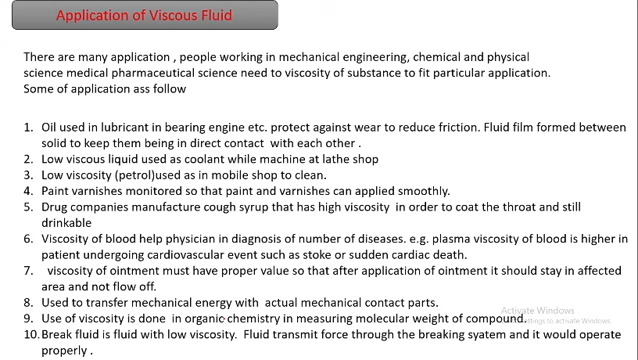 Application of Viscous Fluid
There are many application , people working in mechanical engineering, chemical and physical
science medical pharmaceutical science need to viscosity of substance to fit particular application.
Some of application ass follow
1. Oil used in lubricant in bearing engine etc. protect against wear to reduce friction. Fluid film formed between
solid to keep them being in direct contact with each other .
2. Low viscous liquid used as coolant while machine at lathe shop
3. Low viscosity (petrol)used as in mobile shop to clean.
4. Paint varnishes monitored so that paint and varnishes can applied smoothly.
5. Drug companies manufacture cough syrup that has high viscosity in order to coat the throat and still
drinkable
6. Viscosity of blood help physician in diagnosis of number of diseases. e.g. plasma viscosity of blood is higher in
patient undergoing cardiovascular event such as stoke or sudden cardiac death.
7. viscosity of ointment must have proper value so that after application of ointment it should stay in affected
area and not flow off.
8. Used to transfer mechanical energy with actual mechanical contact parts.
Activate Windows
9. Use of viscosity is done in organic chemistry in measuring molecular weight of compound.
ettings to activate Windows.
10. Break fluid is fluid with low viscosity. Fluid transmit force through the breaking syatem and it would operate
properly .